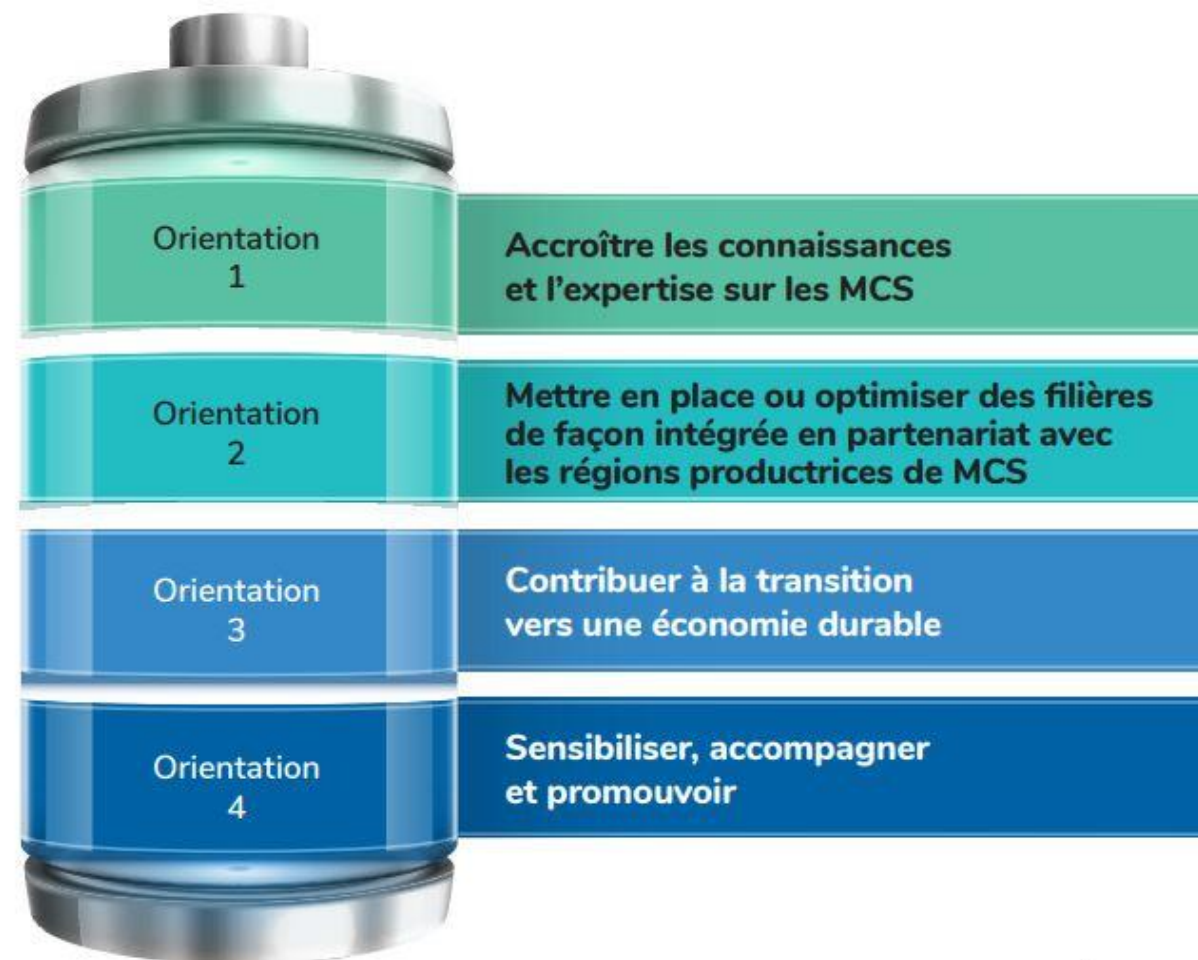 Orientation
1
Accroître les connaissances
et l’expertise sur les MCS
Orientation
2
Mettre en place ou optimiser des filières
de façon intégrée en partenariat avec
les régions productrices de MCS
Orientation
3
Contribuer à la transition
vers une économie durable
Orientation
4
Sensibiliser, accompagner
et promouvoir